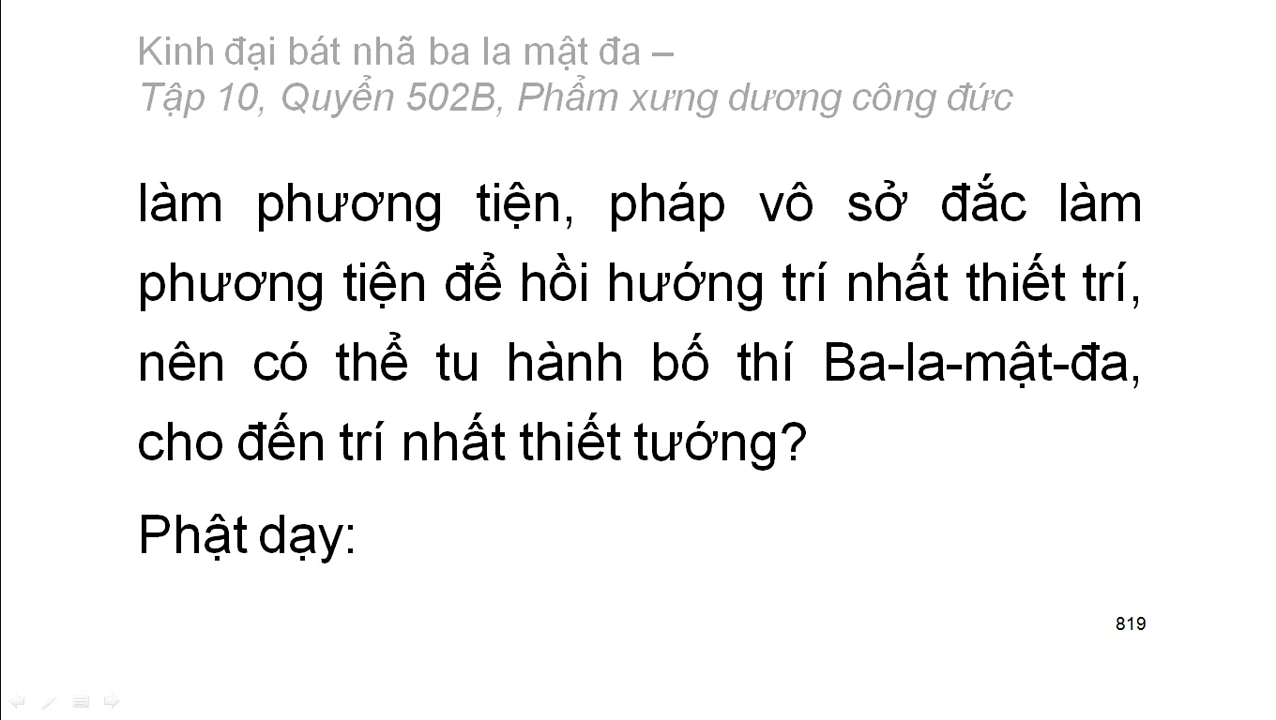 Kinh đại bát nhã ba la mật đa –
Tập 10, Quyển 502B, Phẩm xưng dương công đức
làm phương tiện, pháp vô sở đắc làm
phương tiện để hồi hướng trí nhất thiết trí,
nên có thể tu hành bố thí Ba-la-mật-đa,
cho đến trí nhất thiết tướng?
Phật dạy:
819